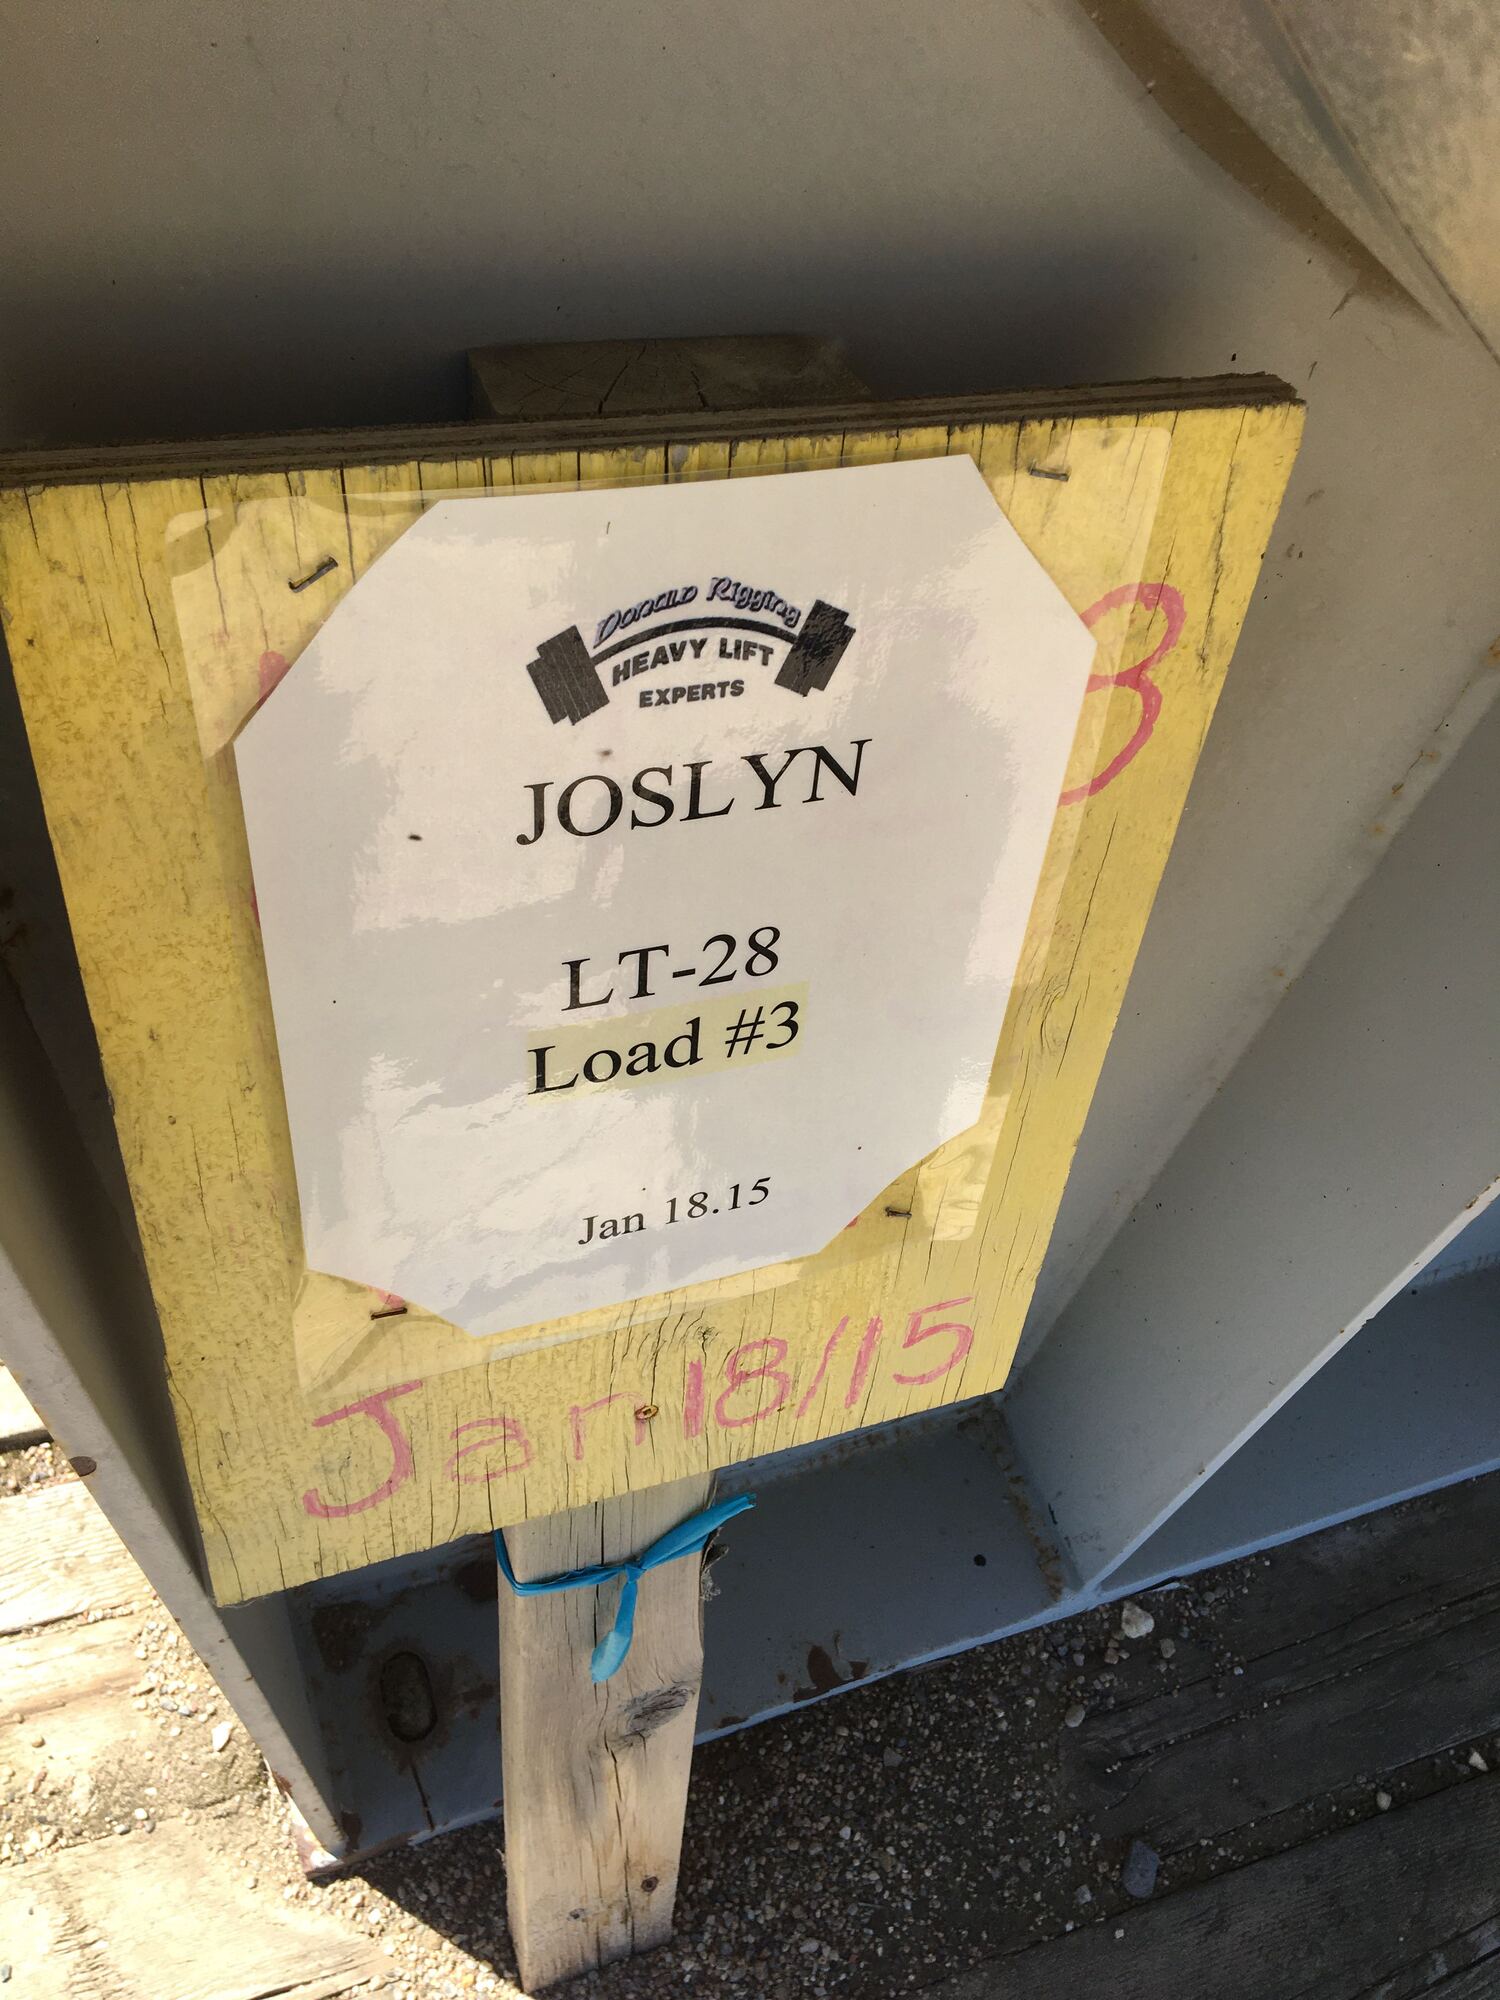 Donald Rigging
HEAVY LIFT
EXPERTS
JOSLYN
LT-28
Load #3
Jan 18.15
3
Jan 18/15